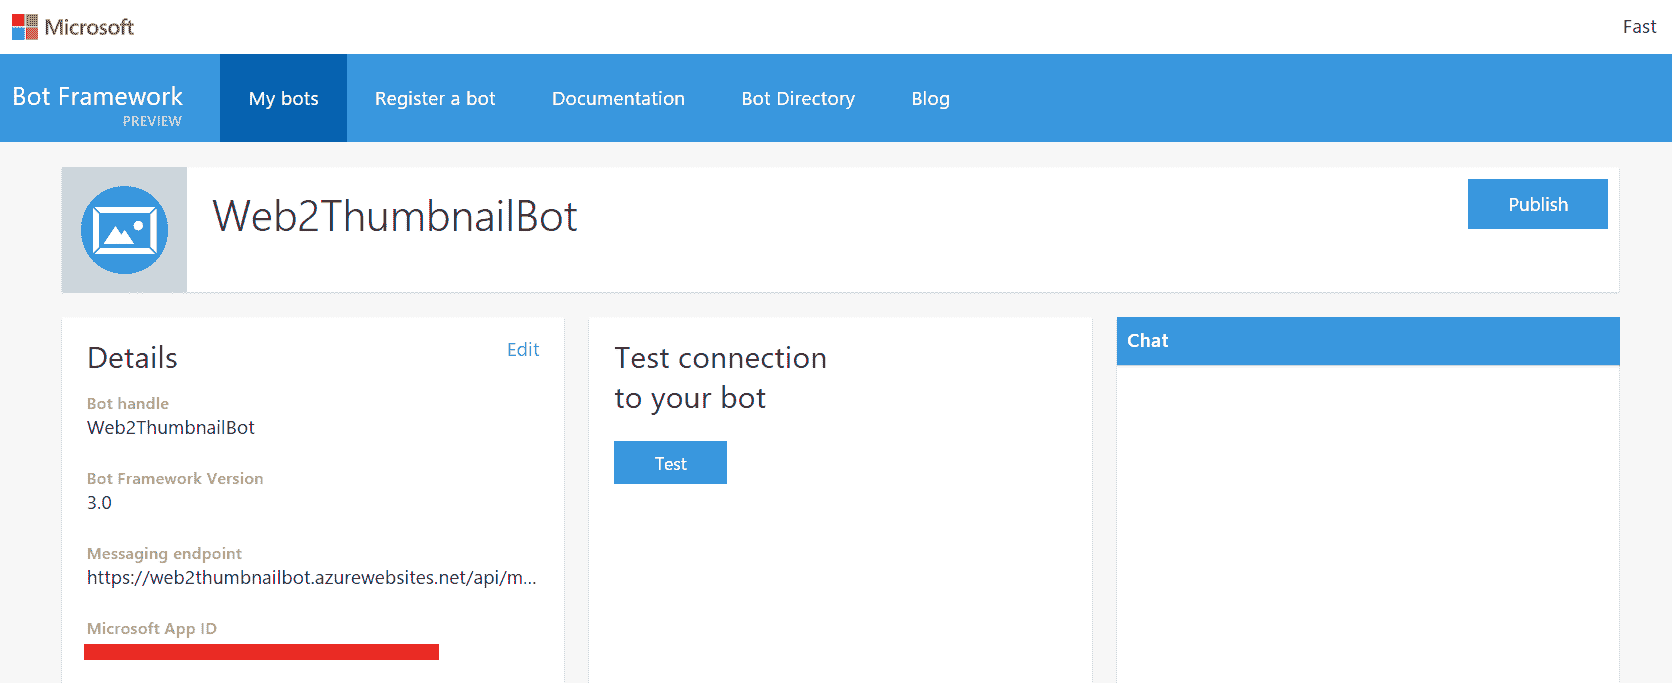 Microsoft
Fast
Bot Framework
PREVIEW
My bots
Register a bot
Documentation
Bot Directory
Blog
Web2ThumbnailBot
Publish
Details
Edit
Bot handle
Web2ThumbnailBot
Bot Framework Version
3.0
Messaging endpoint
https://web2thumbnailbot.azurewebsites.net/api/m...
Microsoft App ID
Test connection
to your bot
Test
Chat